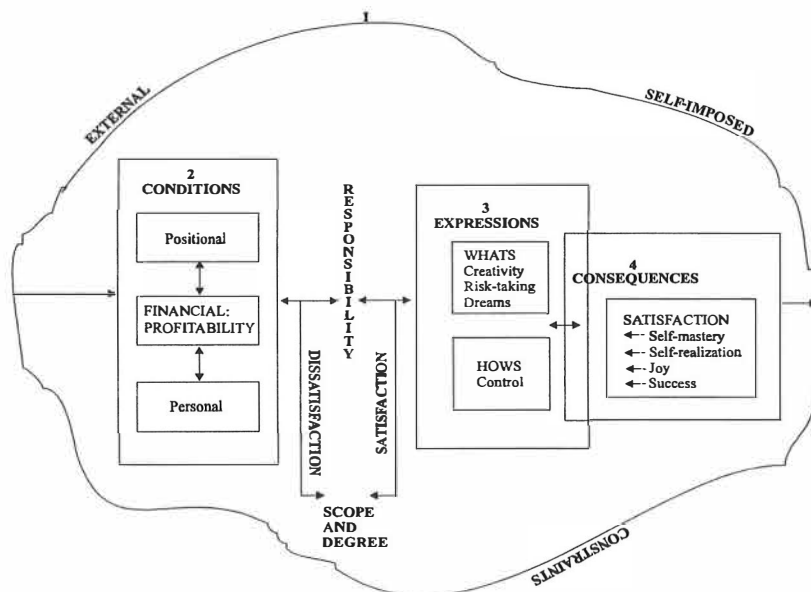 1
EXTERNAL
SELF-IMPOSED
2
CONDITIONS
Positional
FINANCIAL:
PROFITABILITY
Personal
RESPONSIBILITY
DISSATISFACTION
SATISFACTION
SCOPE
AND
DEGREE
3
EXPRESSIONS
WHATS
Creativity
Risk-taking
Dreams
HOWS
Control
4
CONSEQUENCES
SATISFACTION
Self-mastery
Self-realization
Joy
Success
CONSTRAINTS